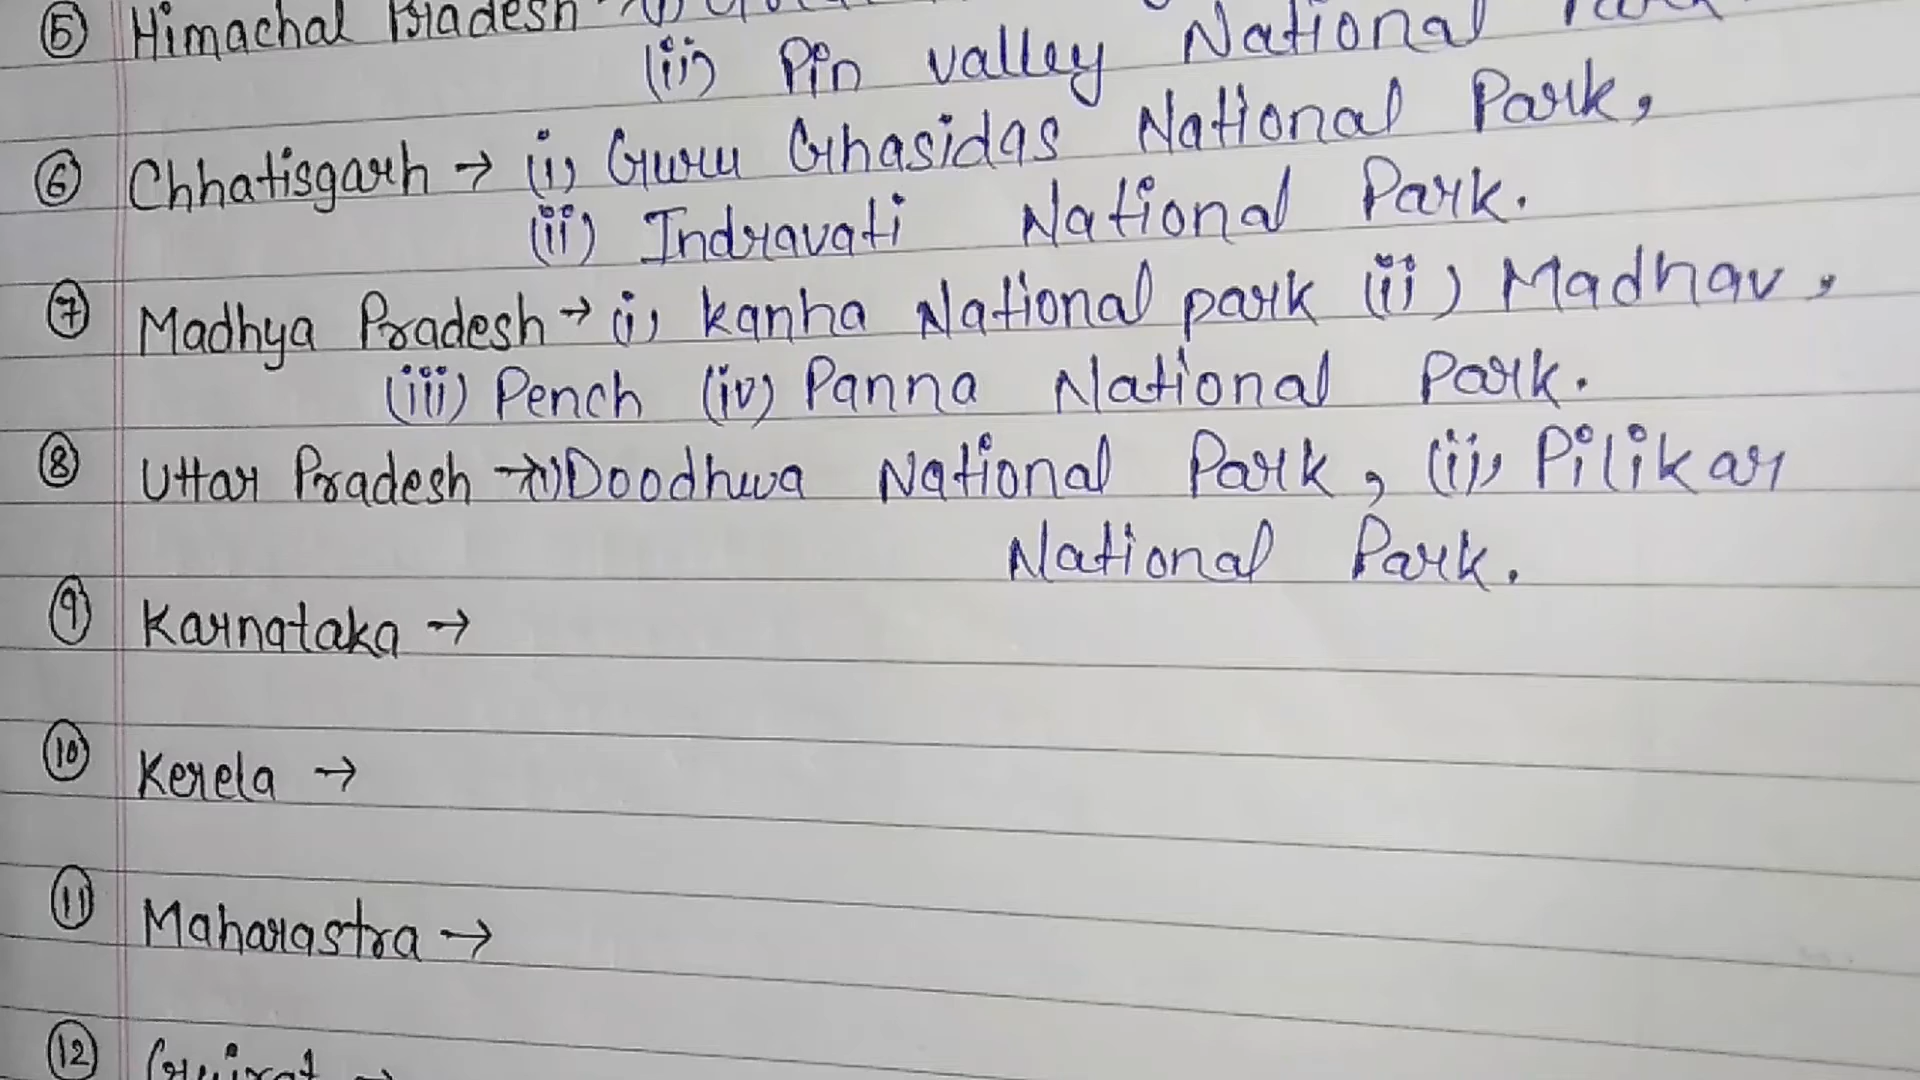 5 Himachal Pradesh → (i)
(ii) Pin valley National Park
6 Chhatisgarh → (i) Guru Ghasidas National Park,
(ii) Indravati National Park.
7 Madhya Pradesh → (i) Kanha National park (ii) Madhav,
(iii) Pench (iv) Panna National Park.
8 Uttar Pradesh → (i) Doodhwa National Park, (ii) Pilikar
National Park.
9 Karnataka →
10 Kerela →
11 Maharastra →
12 Gujrat →